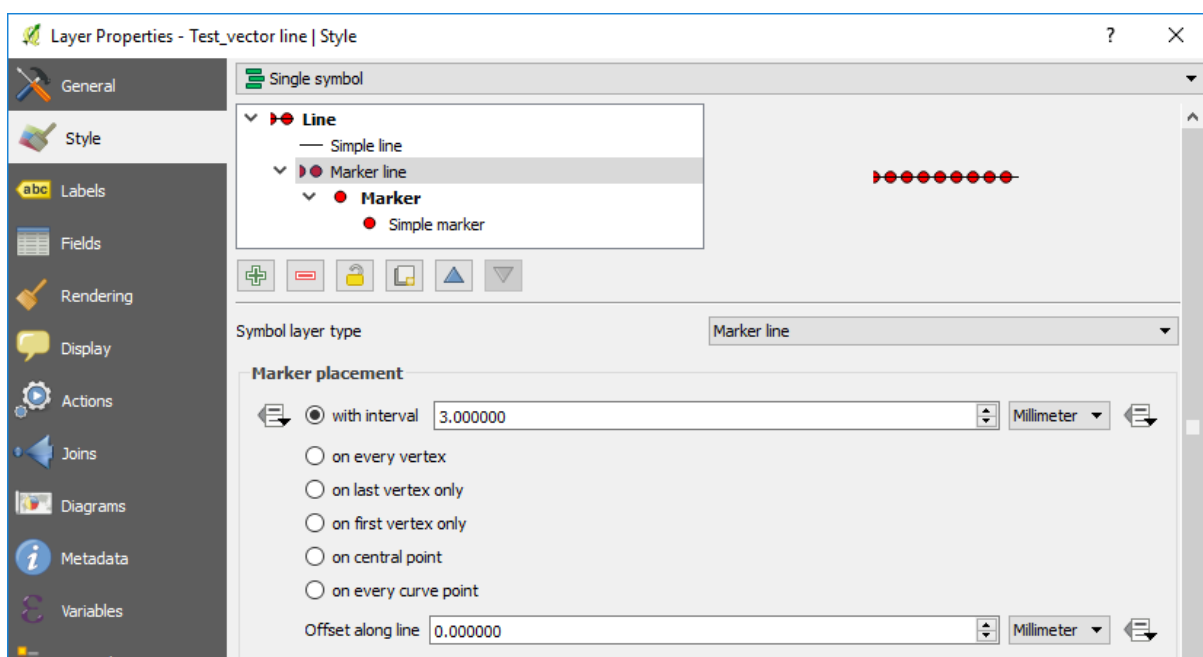 Layer Properties - Test_vector line | Style
?
General
Single symbol
Style
Line
Simple line
Marker line
Marker
Simple marker
abc
Labels
Fields
Rendering
Display
Actions
Joins
Diagrams
Metadata
Variables
Symbol layer type
Marker line
Marker placement
with interval
3.000000
Millimeter
on every vertex
on last vertex only
on first vertex only
on central point
on every curve point
Offset along line
0.000000
Millimeter